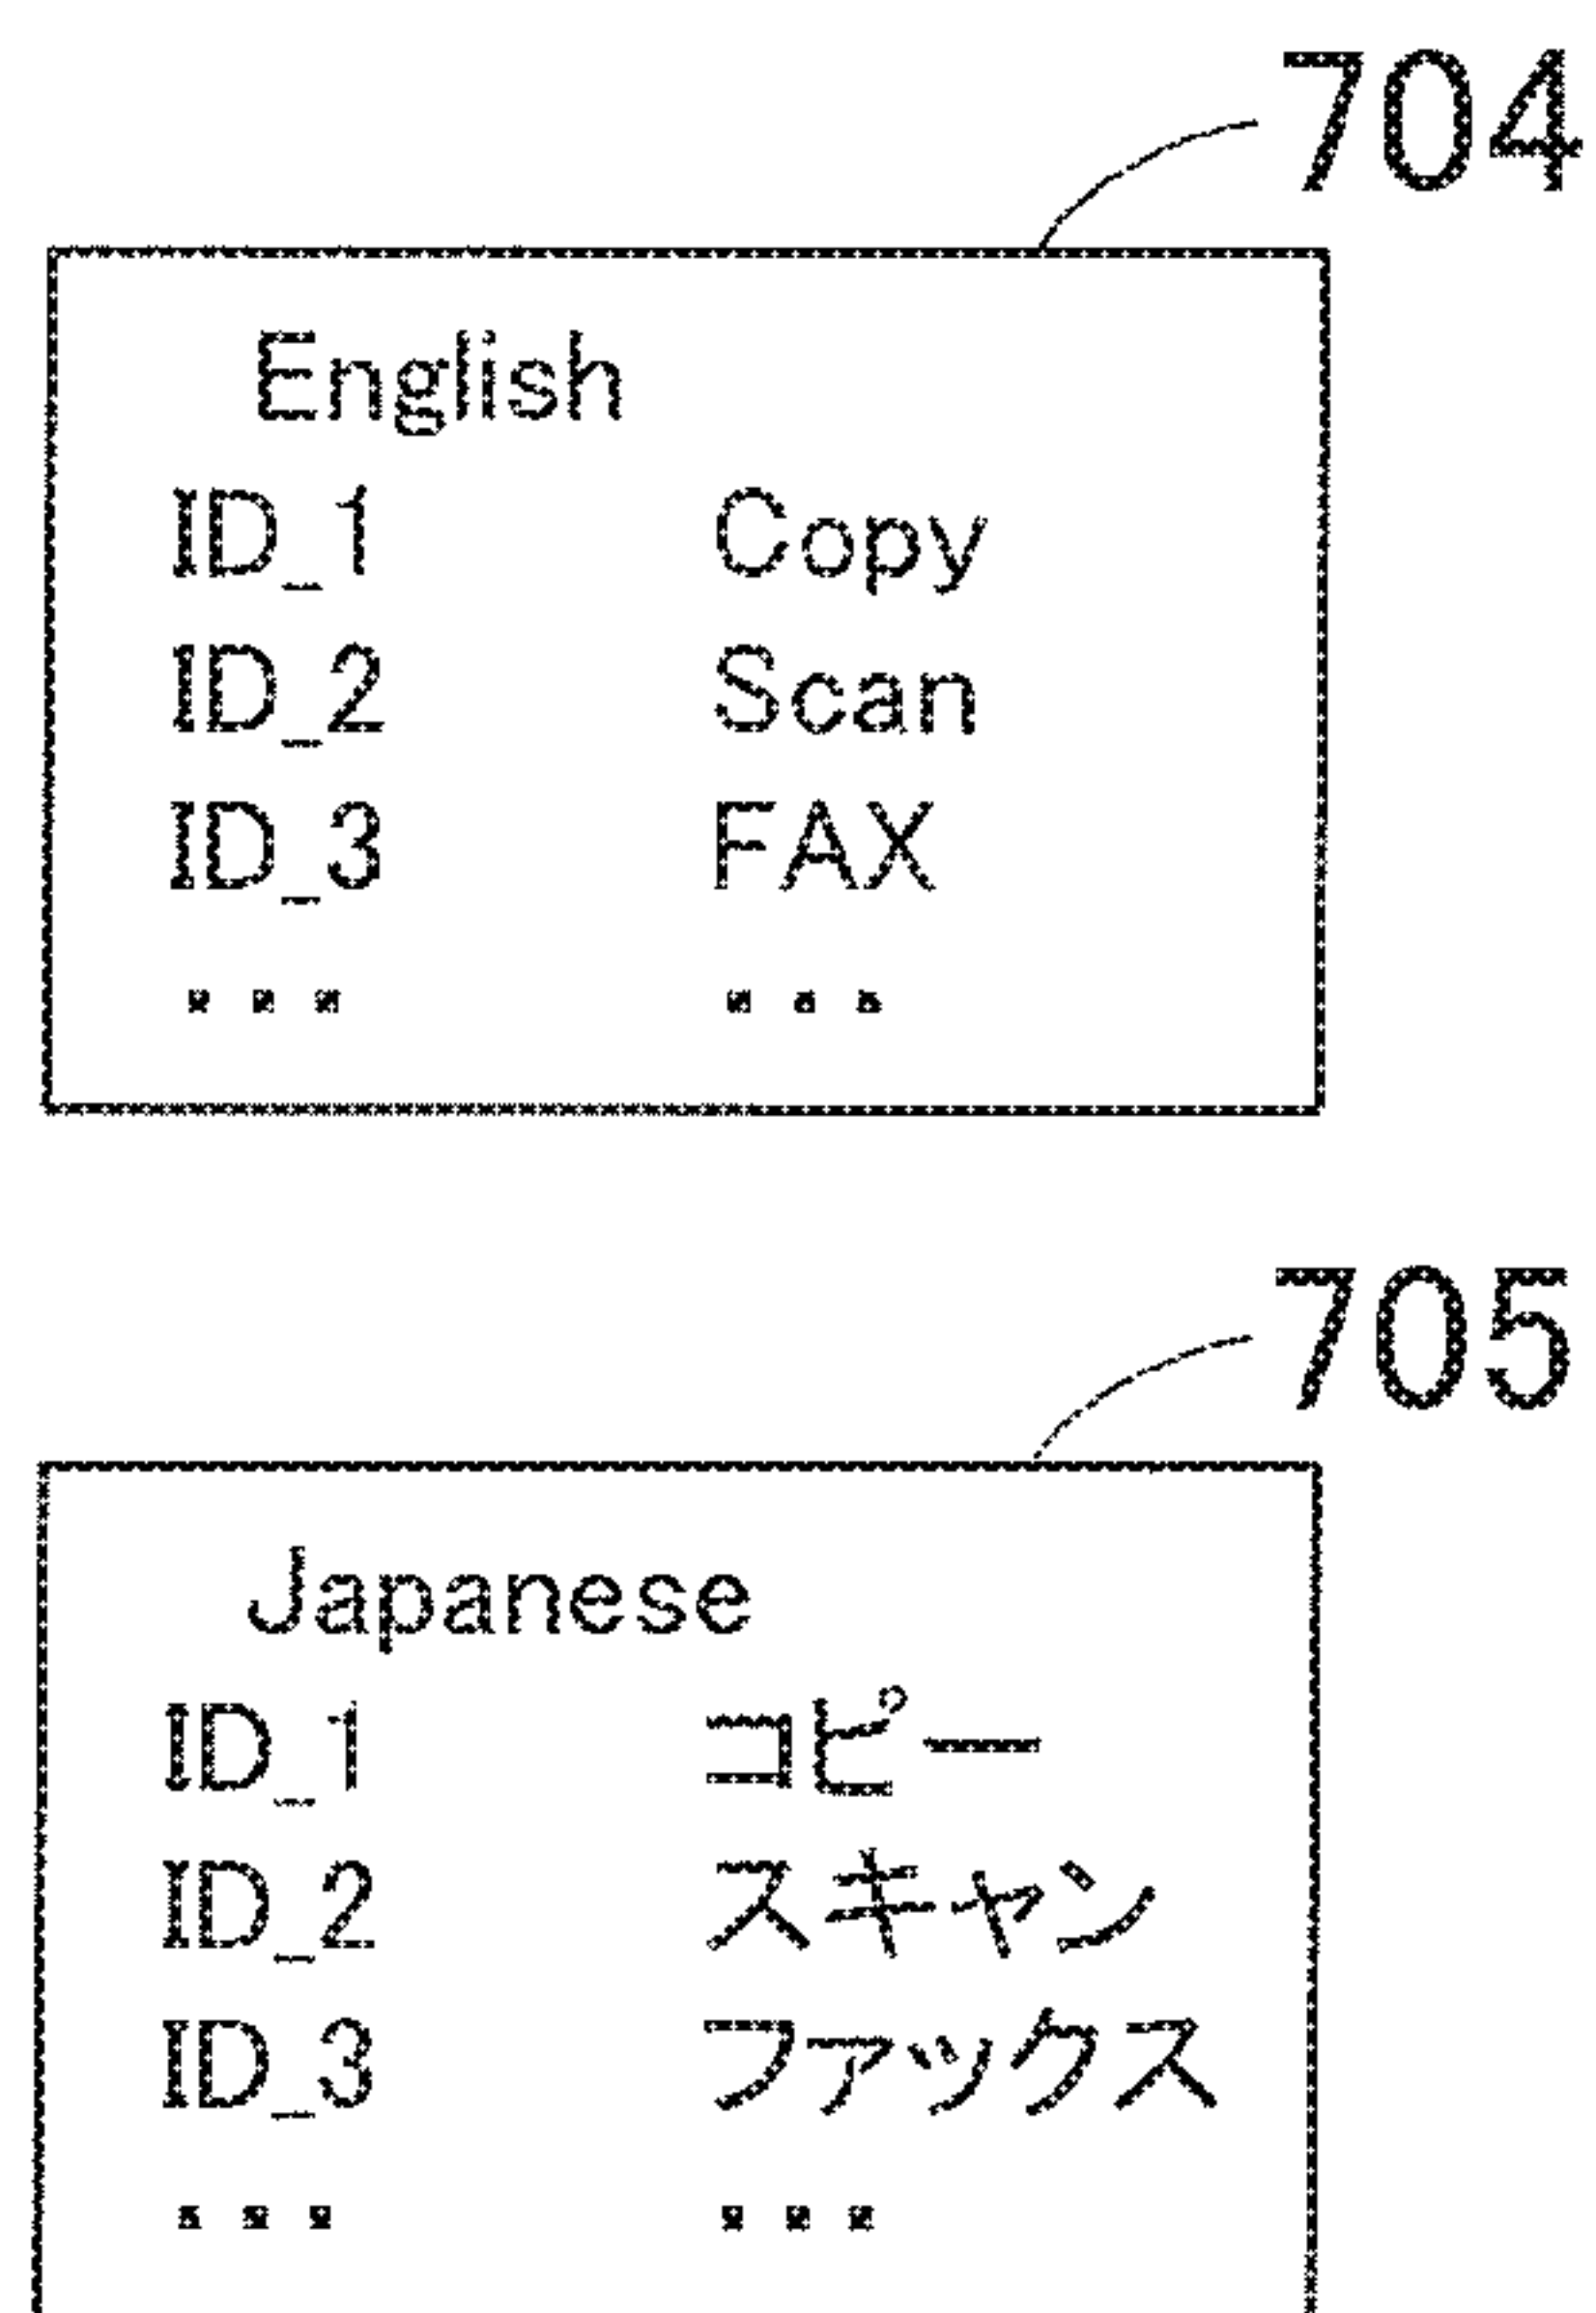 704
English
ID_1 Copy
ID_2 Scan
ID_3 FAX
... ...
705
Japanese
ID_1 コピー
ID_2 スキャン
ID_3 ファックス
... ...